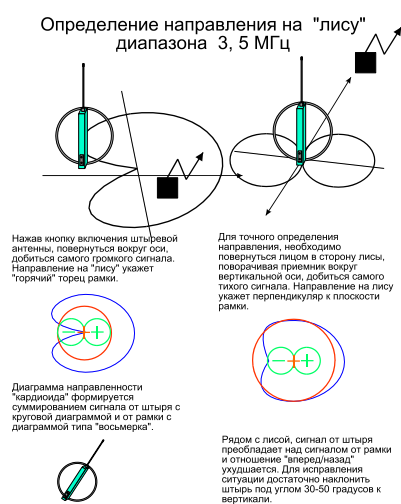 Определение направления на "лису"
диапазона 3, 5 МГц
Нажав кнопку включения штыревой
антенны, повернуться вокруг оси,
добиться самого громкого сигнала.
Направление на "лису" укажет
"горячий" торец рамки.
Для точного определения
направления, необходимо
повернуться лицом в сторону лисы,
поворачивая приемник вокруг
вертикальной оси, добиться самого
тихого сигнала. Направление на лису
укажет перпендикуляр к плоскости
рамки.
Диаграмма направленности
"кардиоида" формируется
суммированием сигнала от штыря с
круговой диаграммой и от рамки с
диаграммой типа "восьмерка".
Рядом с лисой, сигнал от штыря
преобладает над сигналом от рамки
и отношение "вперед/назад"
ухудшается. Для исправления
ситуации достаточно наклонить
штырь под углом 30-50 градусов к
вертикали.